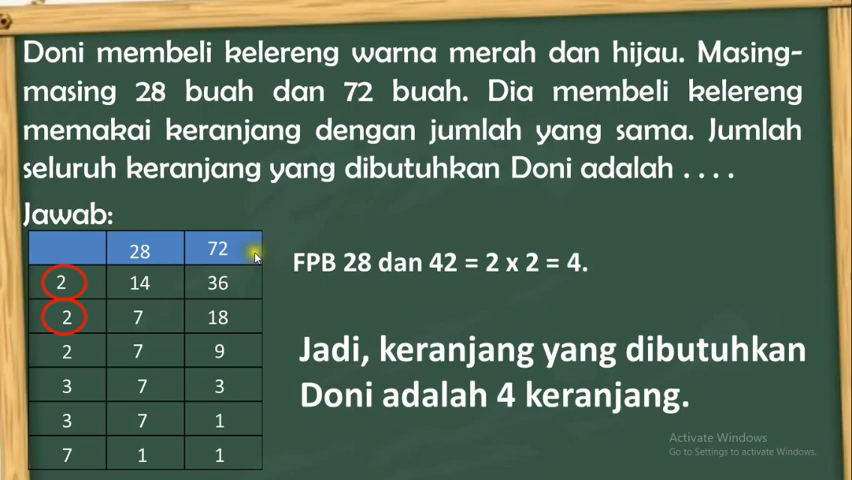 Doni membeli kelereng warna merah dan hijau. Masing-
masing 28 buah dan 72 buah. Dia membeli kelereng
memakai keranjang dengan jumlah yang sama. Jumlah
seluruh keranjang yang dibutuhkan Doni adalah . . . .
Jawab:
28 72
2 14 36
2 7 18
2 7 9
3 7 3
3 7 1
7 1 1
FPB 28 dan 42 = 2 x 2 = 4.
Jadi, keranjang yang dibutuhkan
Doni adalah 4 keranjang.
Activate Windows
Go to Settings to activate Windows.